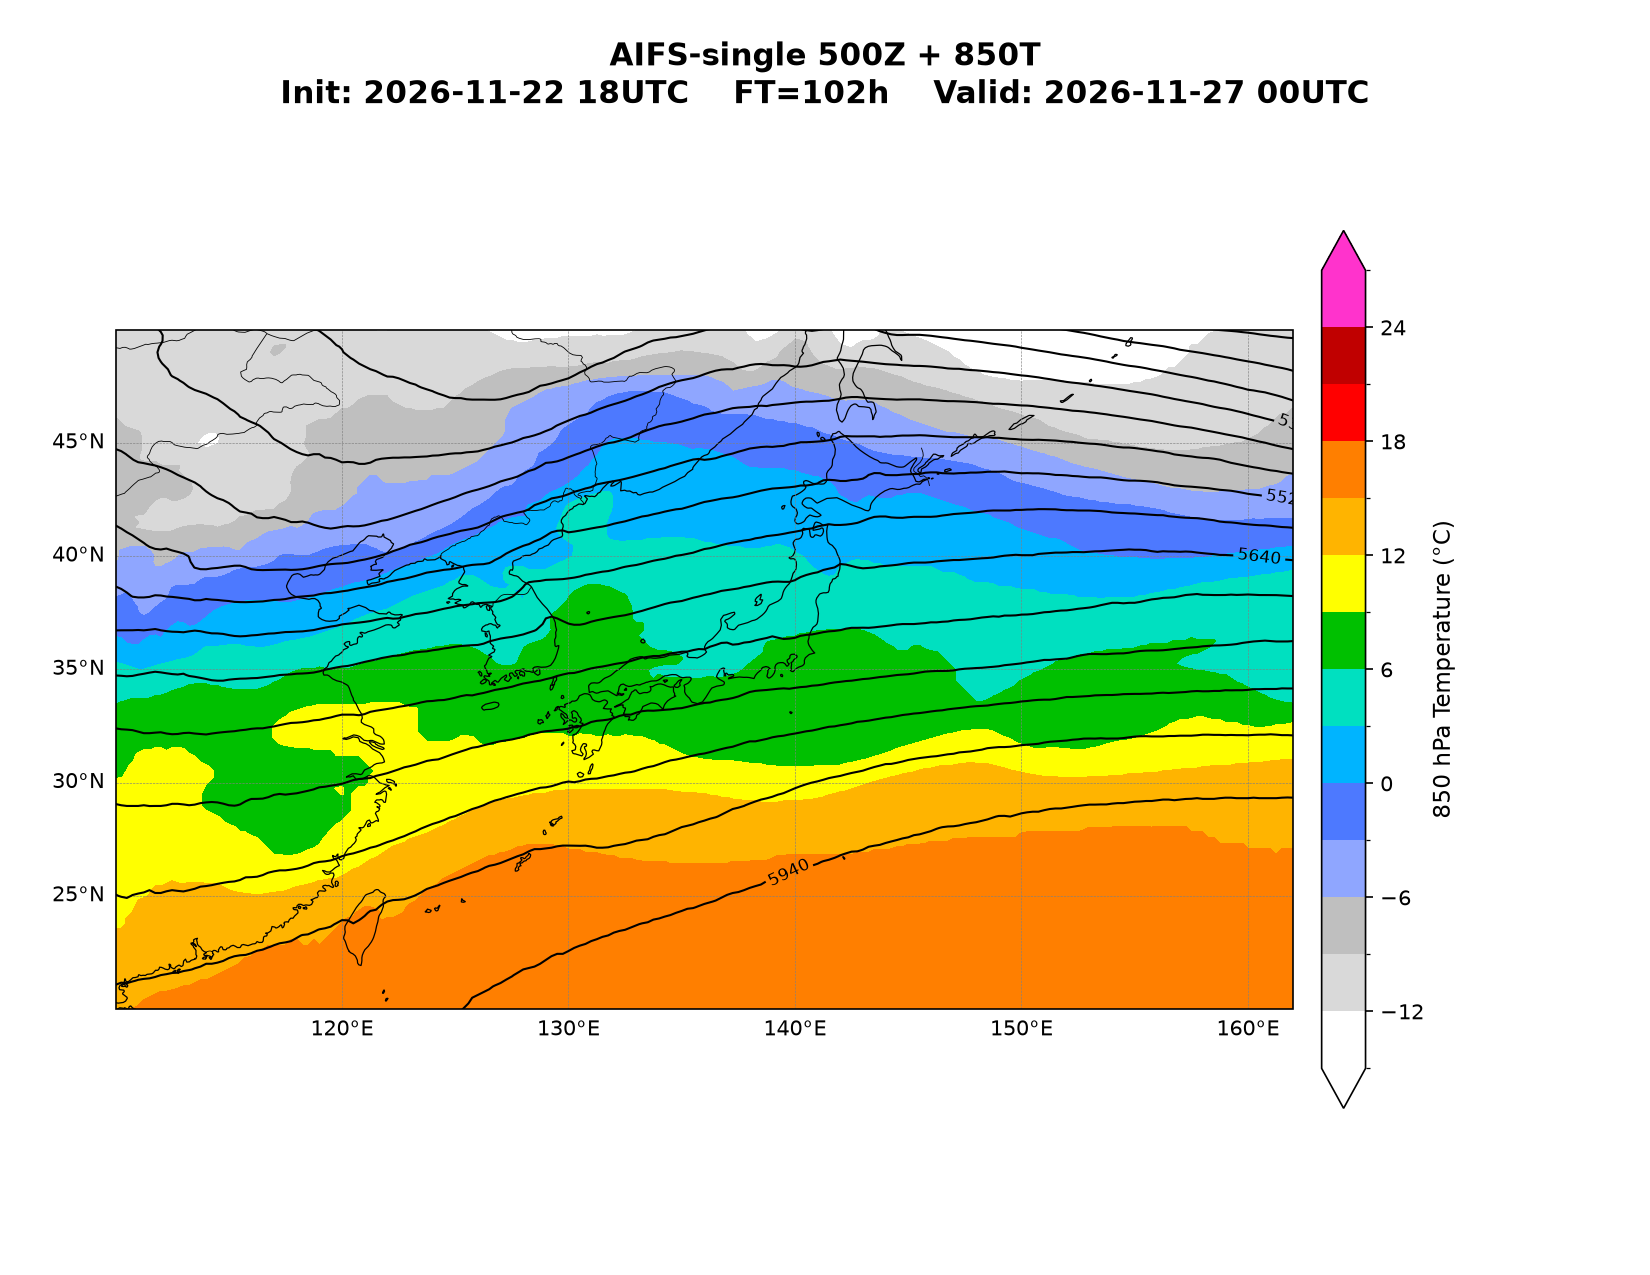 AIFS-single 500Z + 850T
Init: 2026-11-22 18UTC    FT=102h    Valid: 2026-11-27 00UTC
45°N
40°N
35°N
30°N
25°N
120°E
130°E
140°E
150°E
160°E
5640
5940
24
18
12
6
0
−6
−12
850 hPa Temperature (°C)